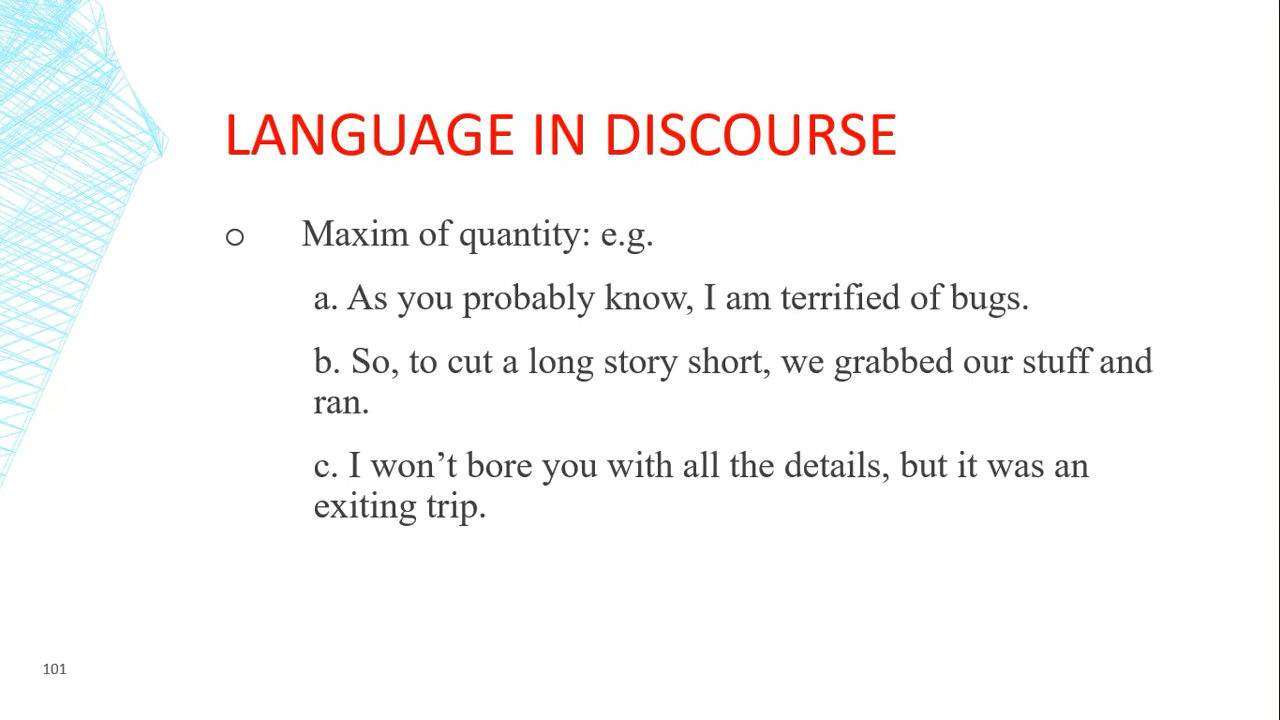 LANGUAGE IN DISCOURSE
o Maxim of quantity: e.g.
a. As you probably know, I am terrified of bugs.
b. So, to cut a long story short, we grabbed our stuff and
ran.
c. I won’t bore you with all the details, but it was an
exiting trip.
101